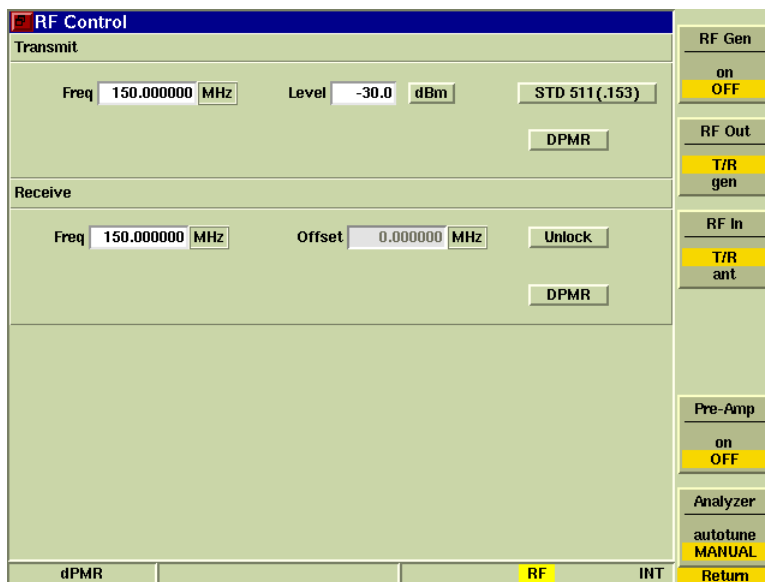 RF Control
Transmit
Freq 150.000000 MHz Level -30.0 dBm STD 511(.153)
DPMR
Receive
Freq 150.000000 MHz Offset 0.000000 MHz Unlock
DPMR
RF Gen
on
OFF
RF Out
T/R
gen
RF In
T/R
ant
Pre-Amp
on
OFF
Analyzer
autotune
MANUAL
Return
dPMR RF INT